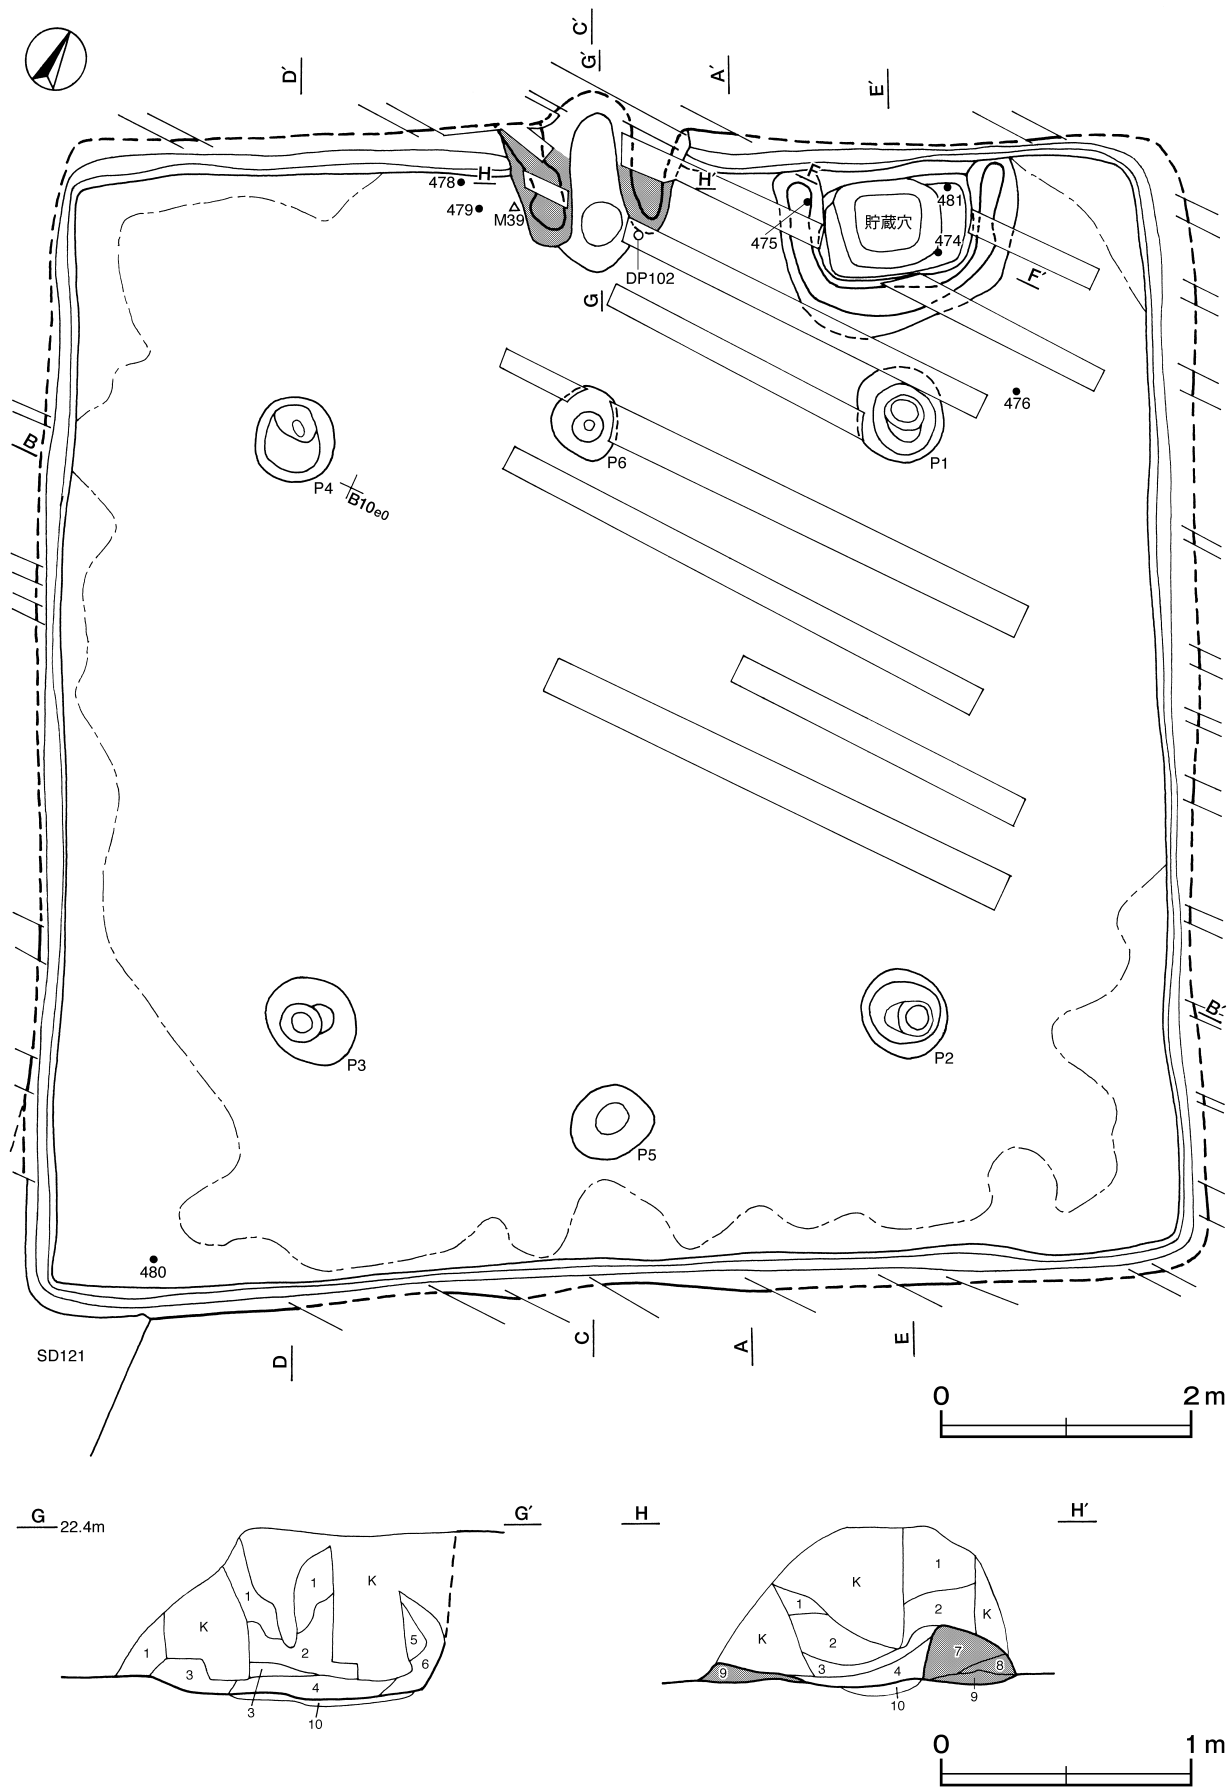 C′
G′
D′
A′
E′
H
478
479
M39
H′
F
貯蔵穴
481
475
474
DP102
F′
G
476
B
P4
B10e0
P6
P1
B′
P3
P2
P5
480
SD121
D
C
A
E
0 2m
G 22.4m
G′
H
H′
1
1
K
K
1
2
5
6
3
4
3
10
K
1
1
2
K
K
2
7
3
4
8
9
9
10
0 1m